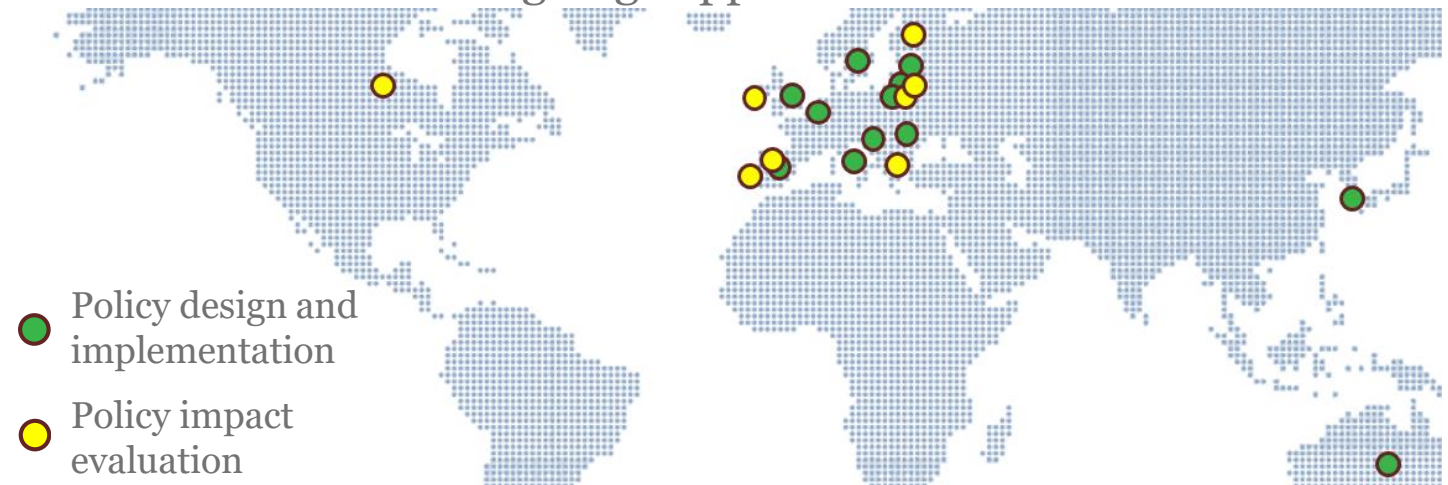 Policy design and
implementation
Policy impact
evaluation